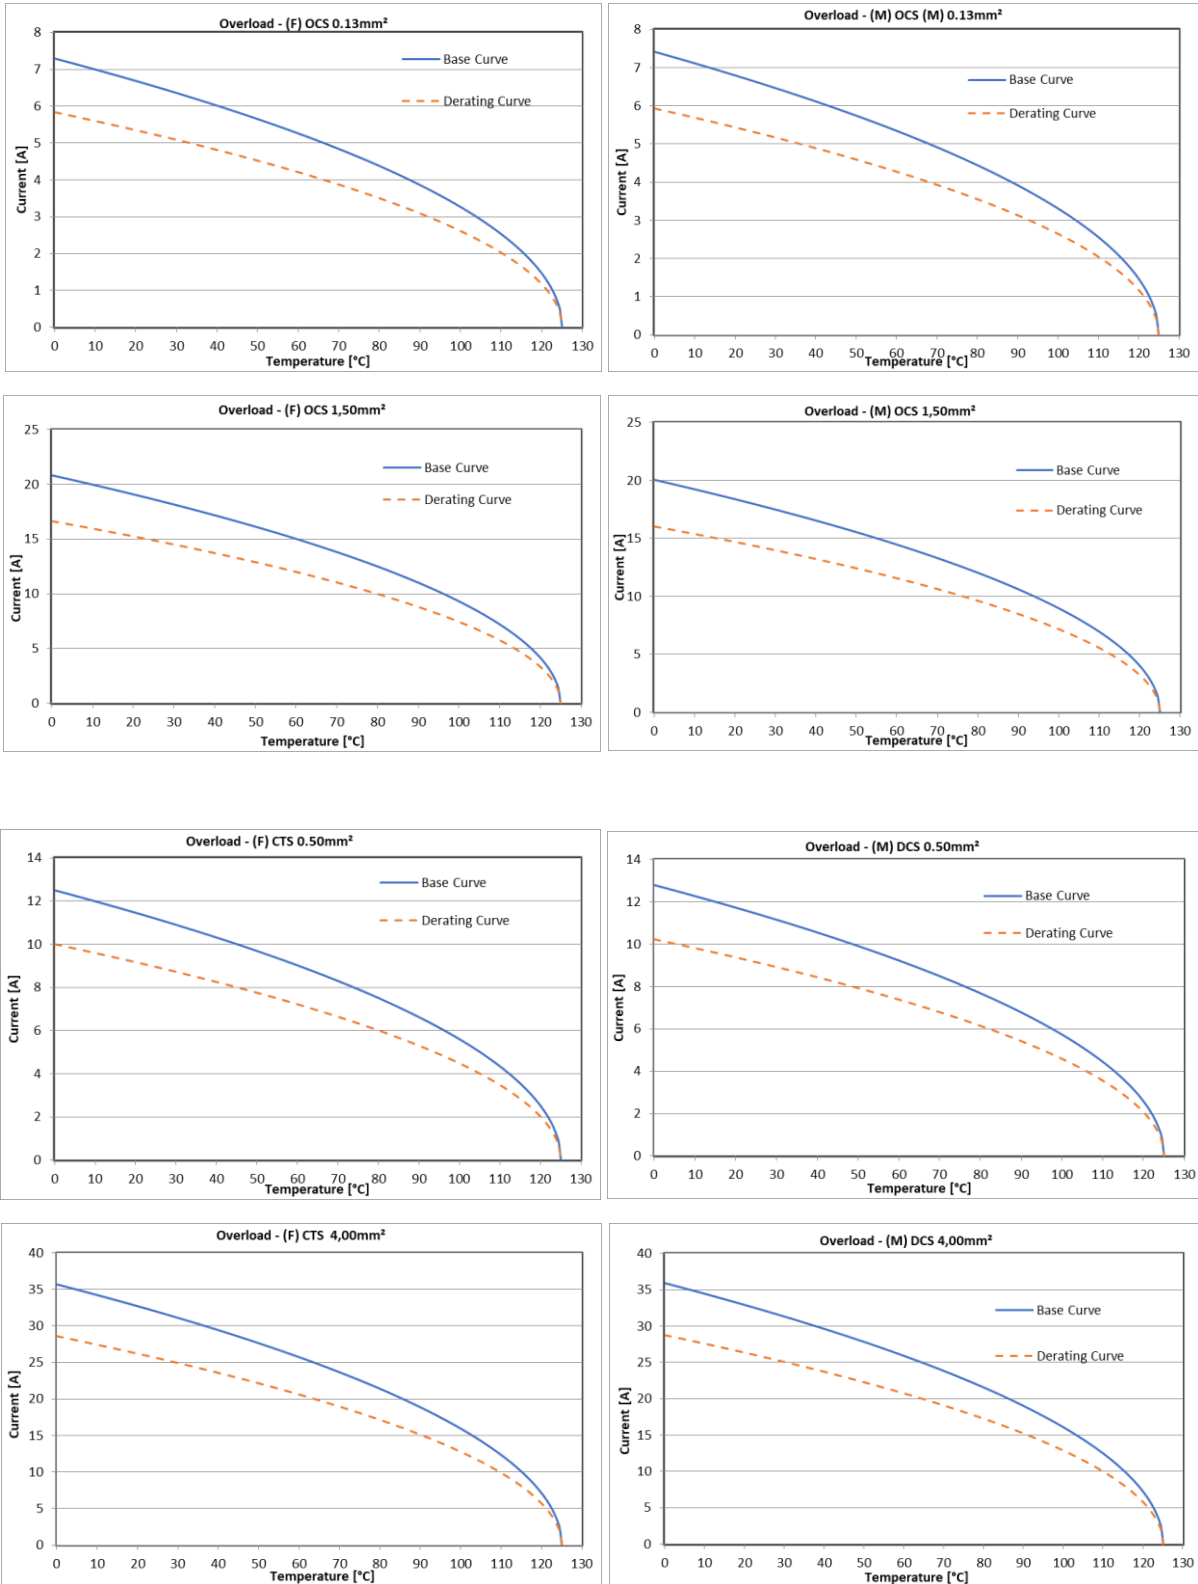 Overload - (F) OCS 0.13mm²
8
7
6
5
4
3
2
1
0
Current [A]
Base Curve
Derating Curve
0 10 20 30 40 50 60 70 80 90 100 110 120 130
Temperature [°C]
Overload - (M) OCS (M) 0.13mm²
8
7
6
5
4
3
2
1
0
Current [A]
Base Curve
Derating Curve
0 10 20 30 40 50 60 70 80 90 100 110 120 130
Temperature [°C]
Overload - (F) OCS 1,50mm²
25
20
15
10
5
0
Current [A]
Base Curve
Derating Curve
0 10 20 30 40 50 60 70 80 90 100 110 120 130
Temperature [°C]
Overload - (M) OCS 1,50mm²
25
20
15
10
5
0
Current [A]
Base Curve
Derating Curve
0 10 20 30 40 50 60 70 80 90 100 110 120 130
Temperature [°C]
Overload - (F) CTS 0.50mm²
14
12
10
8
6
4
2
0
Current [A]
Base Curve
Derating Curve
0 10 20 30 40 50 60 70 80 90 100 110 120 130
Temperature [°C]
Overload - (M) DCS 0.50mm²
14
12
10
8
6
4
2
0
Current [A]
Base Curve
Derating Curve
0 10 20 30 40 50 60 70 80 90 100 110 120 130
Temperature [°C]
Overload - (F) CTS 4,00mm²
40
35
30
25
20
15
10
5
0
Current [A]
0 10 20 30 40 50 60 70 80 90 100 110 120 130
Temperature [°C]
Overload - (M) DCS 4,00mm²
40
35
30
25
20
15
10
5
0
Current [A]
Base Curve
Derating Curve
0 10 20 30 40 50 60 70 80 90 100 110 120 130
Temperature [°C]